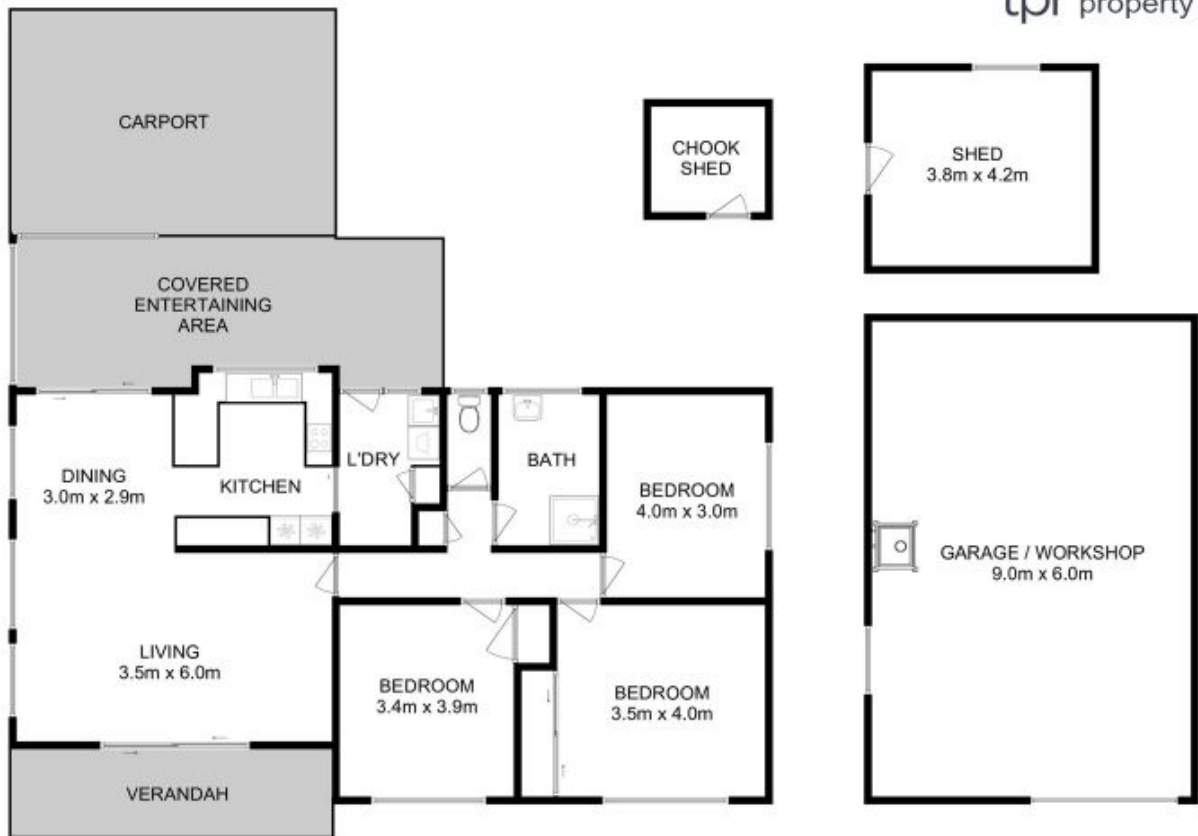 property
CARPORT
CHOOK
SHED
SHED
3.8m x 4.2m
COVERED
ENTERTAINING
AREA
DINING
3.0m x 2.9m
KITCHEN
L'DRY
BATH
BEDROOM
4.0m x 3.0m
GARAGE / WORKSHOP
9.0m x 6.0m
LIVING
3.5m x 6.0m
BEDROOM
3.4m x 3.9m
BEDROOM
3.5m x 4.0m
VERANDAH